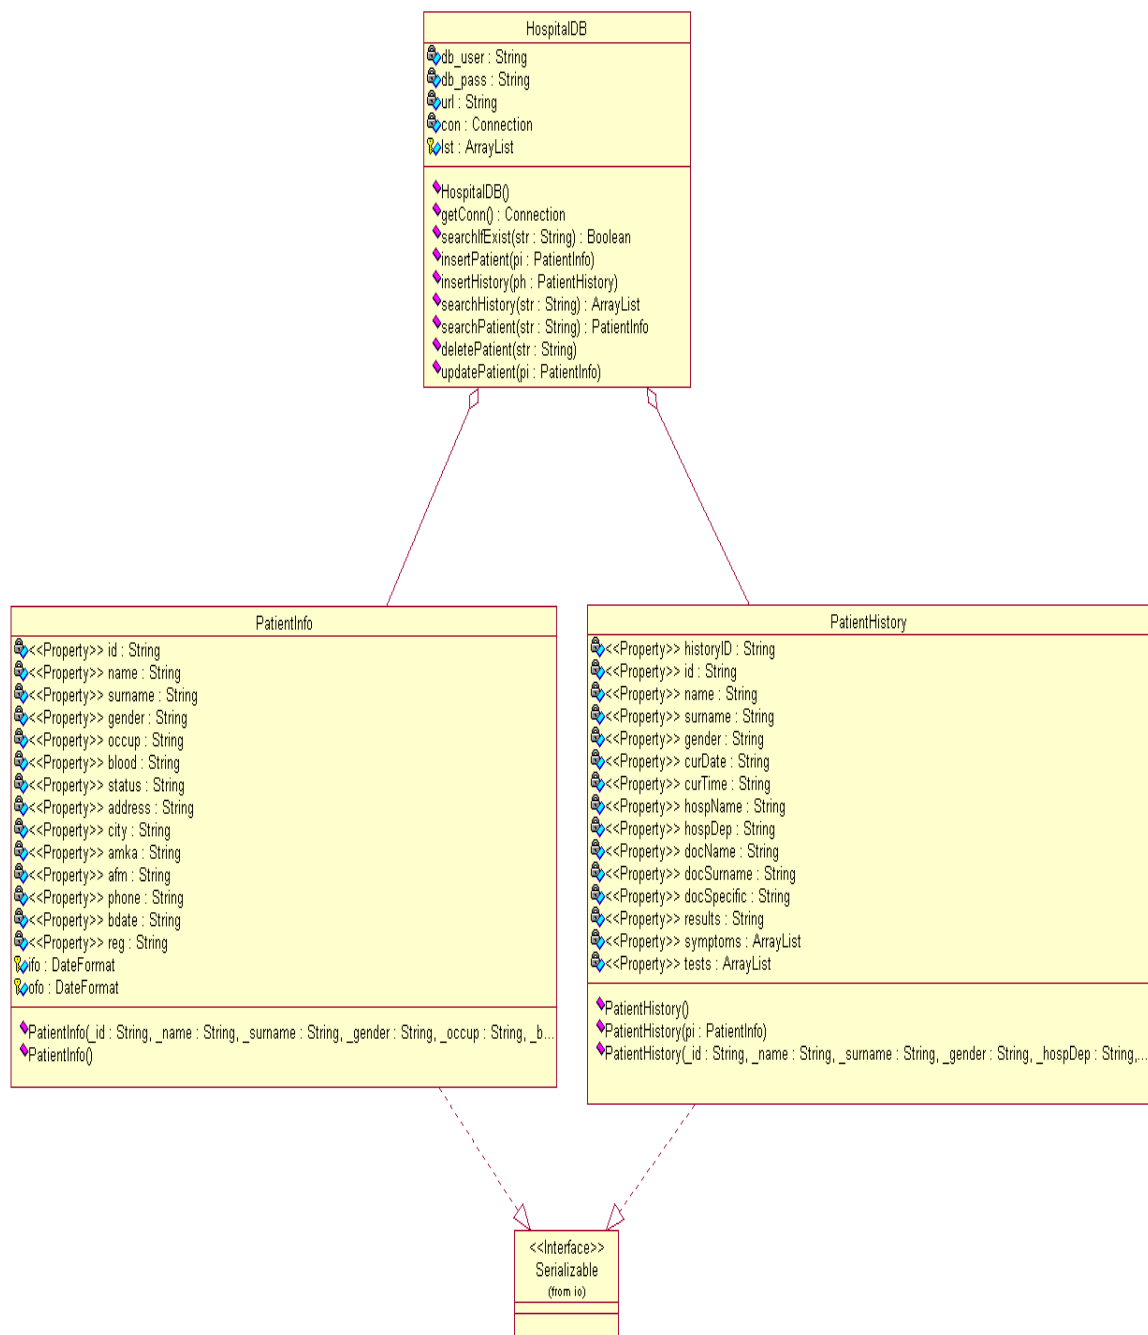 HospitalDB
db_user : String
db_pass : String
url : String
con : Connection
lst : ArrayList
HospitalDB()
getConn() : Connection
searchIfExist(str : String) : Boolean
insertPatient(pi : PatientInfo)
insertHistory(ph : PatientHistory)
searchHistory(str : String) : ArrayList
searchPatient(str : String) : PatientInfo
deletePatient(str : String)
updatePatient(pi : PatientInfo)
PatientInfo
<<Property>> id : String
<<Property>> name : String
<<Property>> surname : String
<<Property>> gender : String
<<Property>> occup : String
<<Property>> blood : String
<<Property>> status : String
<<Property>> address : String
<<Property>> city : String
<<Property>> amka : String
<<Property>> afm : String
<<Property>> phone : String
<<Property>> bdate : String
<<Property>> reg : String
ifo : DateFormat
ofo : DateFormat
PatientInfo(_id : String, _name : String, _surname : String, _gender : String, _occup : String, _b...
PatientInfo()
PatientHistory
<<Property>> historyID : String
<<Property>> id : String
<<Property>> name : String
<<Property>> surname : String
<<Property>> gender : String
<<Property>> curDate : String
<<Property>> curTime : String
<<Property>> hospName : String
<<Property>> hospDep : String
<<Property>> docName : String
<<Property>> docSurname : String
<<Property>> docSpecific : String
<<Property>> results : String
<<Property>> symptoms : ArrayList
<<Property>> tests : ArrayList
PatientHistory()
PatientHistory(pi : PatientInfo)
PatientHistory(_id : String, _name : String, _surname : String, _gender : String, _hospDep : String,...
<<Interface>>
Serializable
(from io)